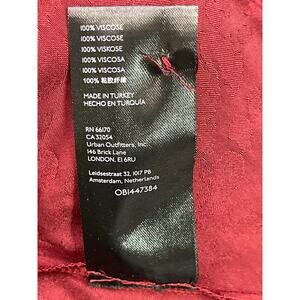 100% VISCOSE
100% VISCOSE
100% VISKOSE
100% VISCOSA
100% VISCOSA
100% 粘胶纤维
MADE IN TURKEY
HECHO EN TURQUÍA
RN 66170
CA 32054
Urban Outfitters, Inc.
146 Brick Lane
LONDON, E1 6RU
Leidsestraat 32, 1017 PB
Amsterdam, Netherlands
OB1447384